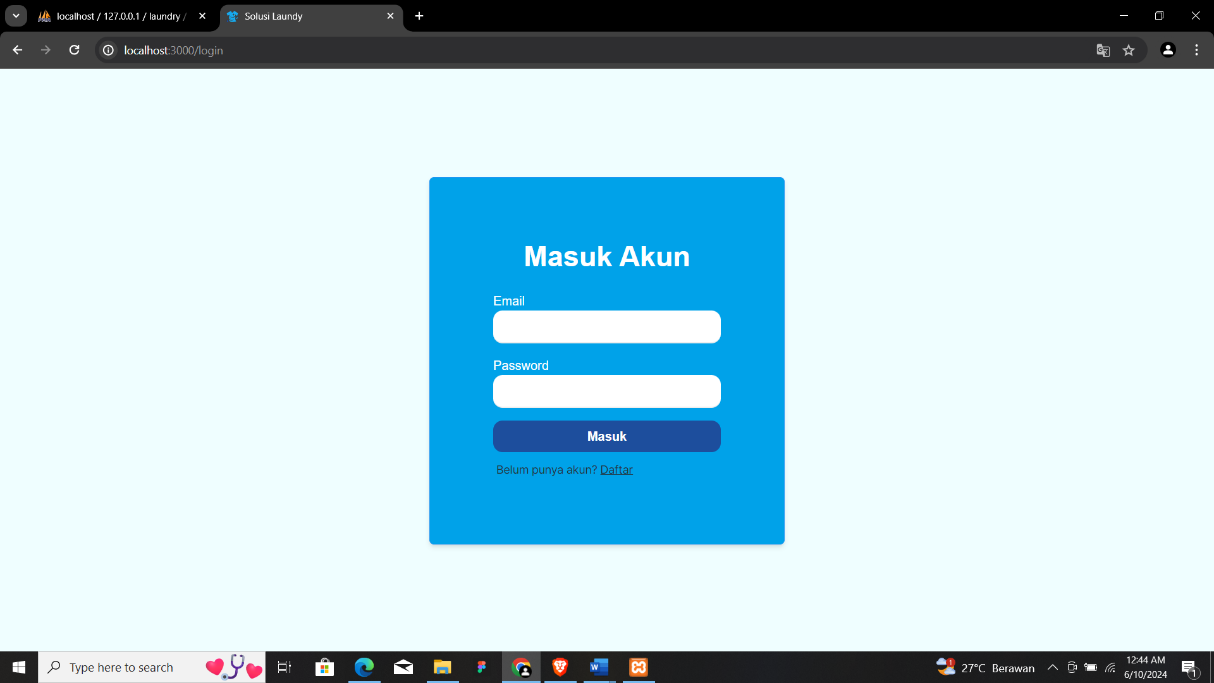 localhost / 127.0.0.1 / laundry /
Solusi Laundy
localhost:3000/login
Masuk Akun
Email
Password
Masuk
Belum punya akun? Daftar
Type here to search
27°C Berawan
12:44 AM
6/10/2024